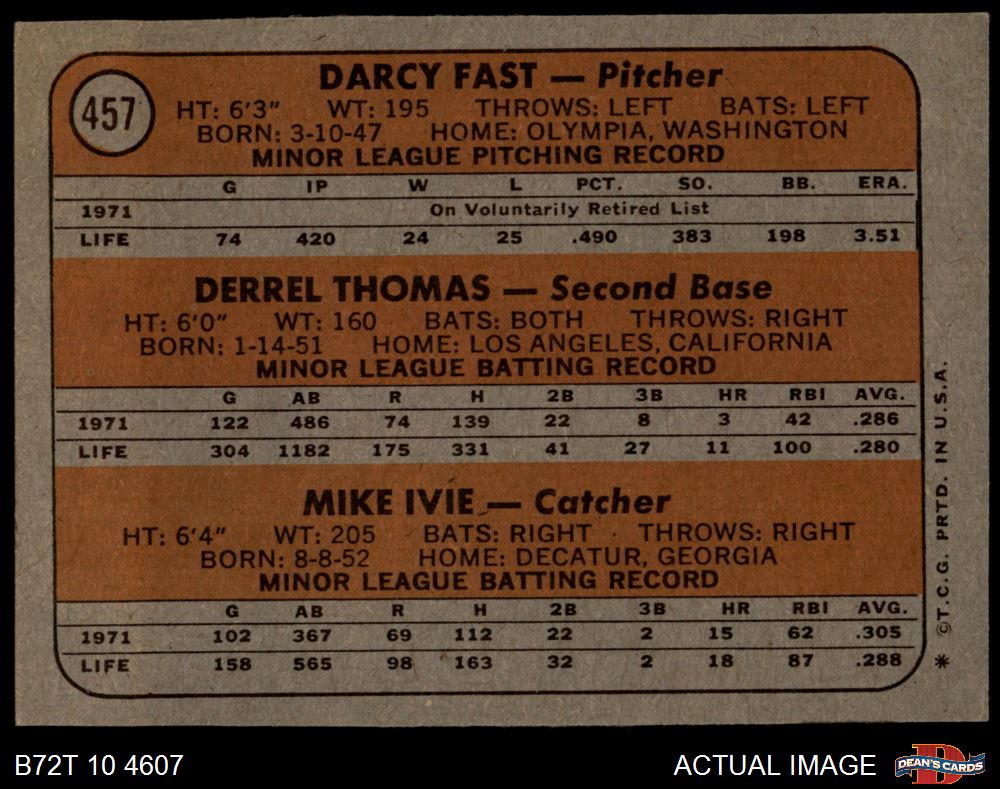 457
DARCY FAST — Pitcher
HT: 6'3" WT: 195 THROWS: LEFT BATS: LEFT
BORN: 3-10-47 HOME: OLYMPIA, WASHINGTON
MINOR LEAGUE PITCHING RECORD
G IP W L PCT. SO. BB. ERA.
1971 On Voluntarily Retired List
LIFE 74 420 24 25 .490 383 198 3.51
DERREL THOMAS — Second Base
HT: 6'0" WT: 160 BATS: BOTH THROWS: RIGHT
BORN: 1-14-51 HOME: LOS ANGELES, CALIFORNIA
MINOR LEAGUE BATTING RECORD
G AB R H 2B 3B HR RBI AVG.
1971 122 486 74 139 22 8 3 42 .286
LIFE 304 1182 175 331 41 27 11 100 .280
MIKE IVIE — Catcher
HT: 6'4" WT: 205 BATS: RIGHT THROWS: RIGHT
BORN: 8-8-52 HOME: DECATUR, GEORGIA
MINOR LEAGUE BATTING RECORD
G AB R H 2B 3B HR RBI AVG.
1971 102 367 69 112 22 2 15 62 .305
LIFE 158 565 98 163 32 2 18 87 .288
* ©T.C.G. PRTD. IN U.S.A.
B72T 10 4607
ACTUAL IMAGE
D
DEAN'S CARDS